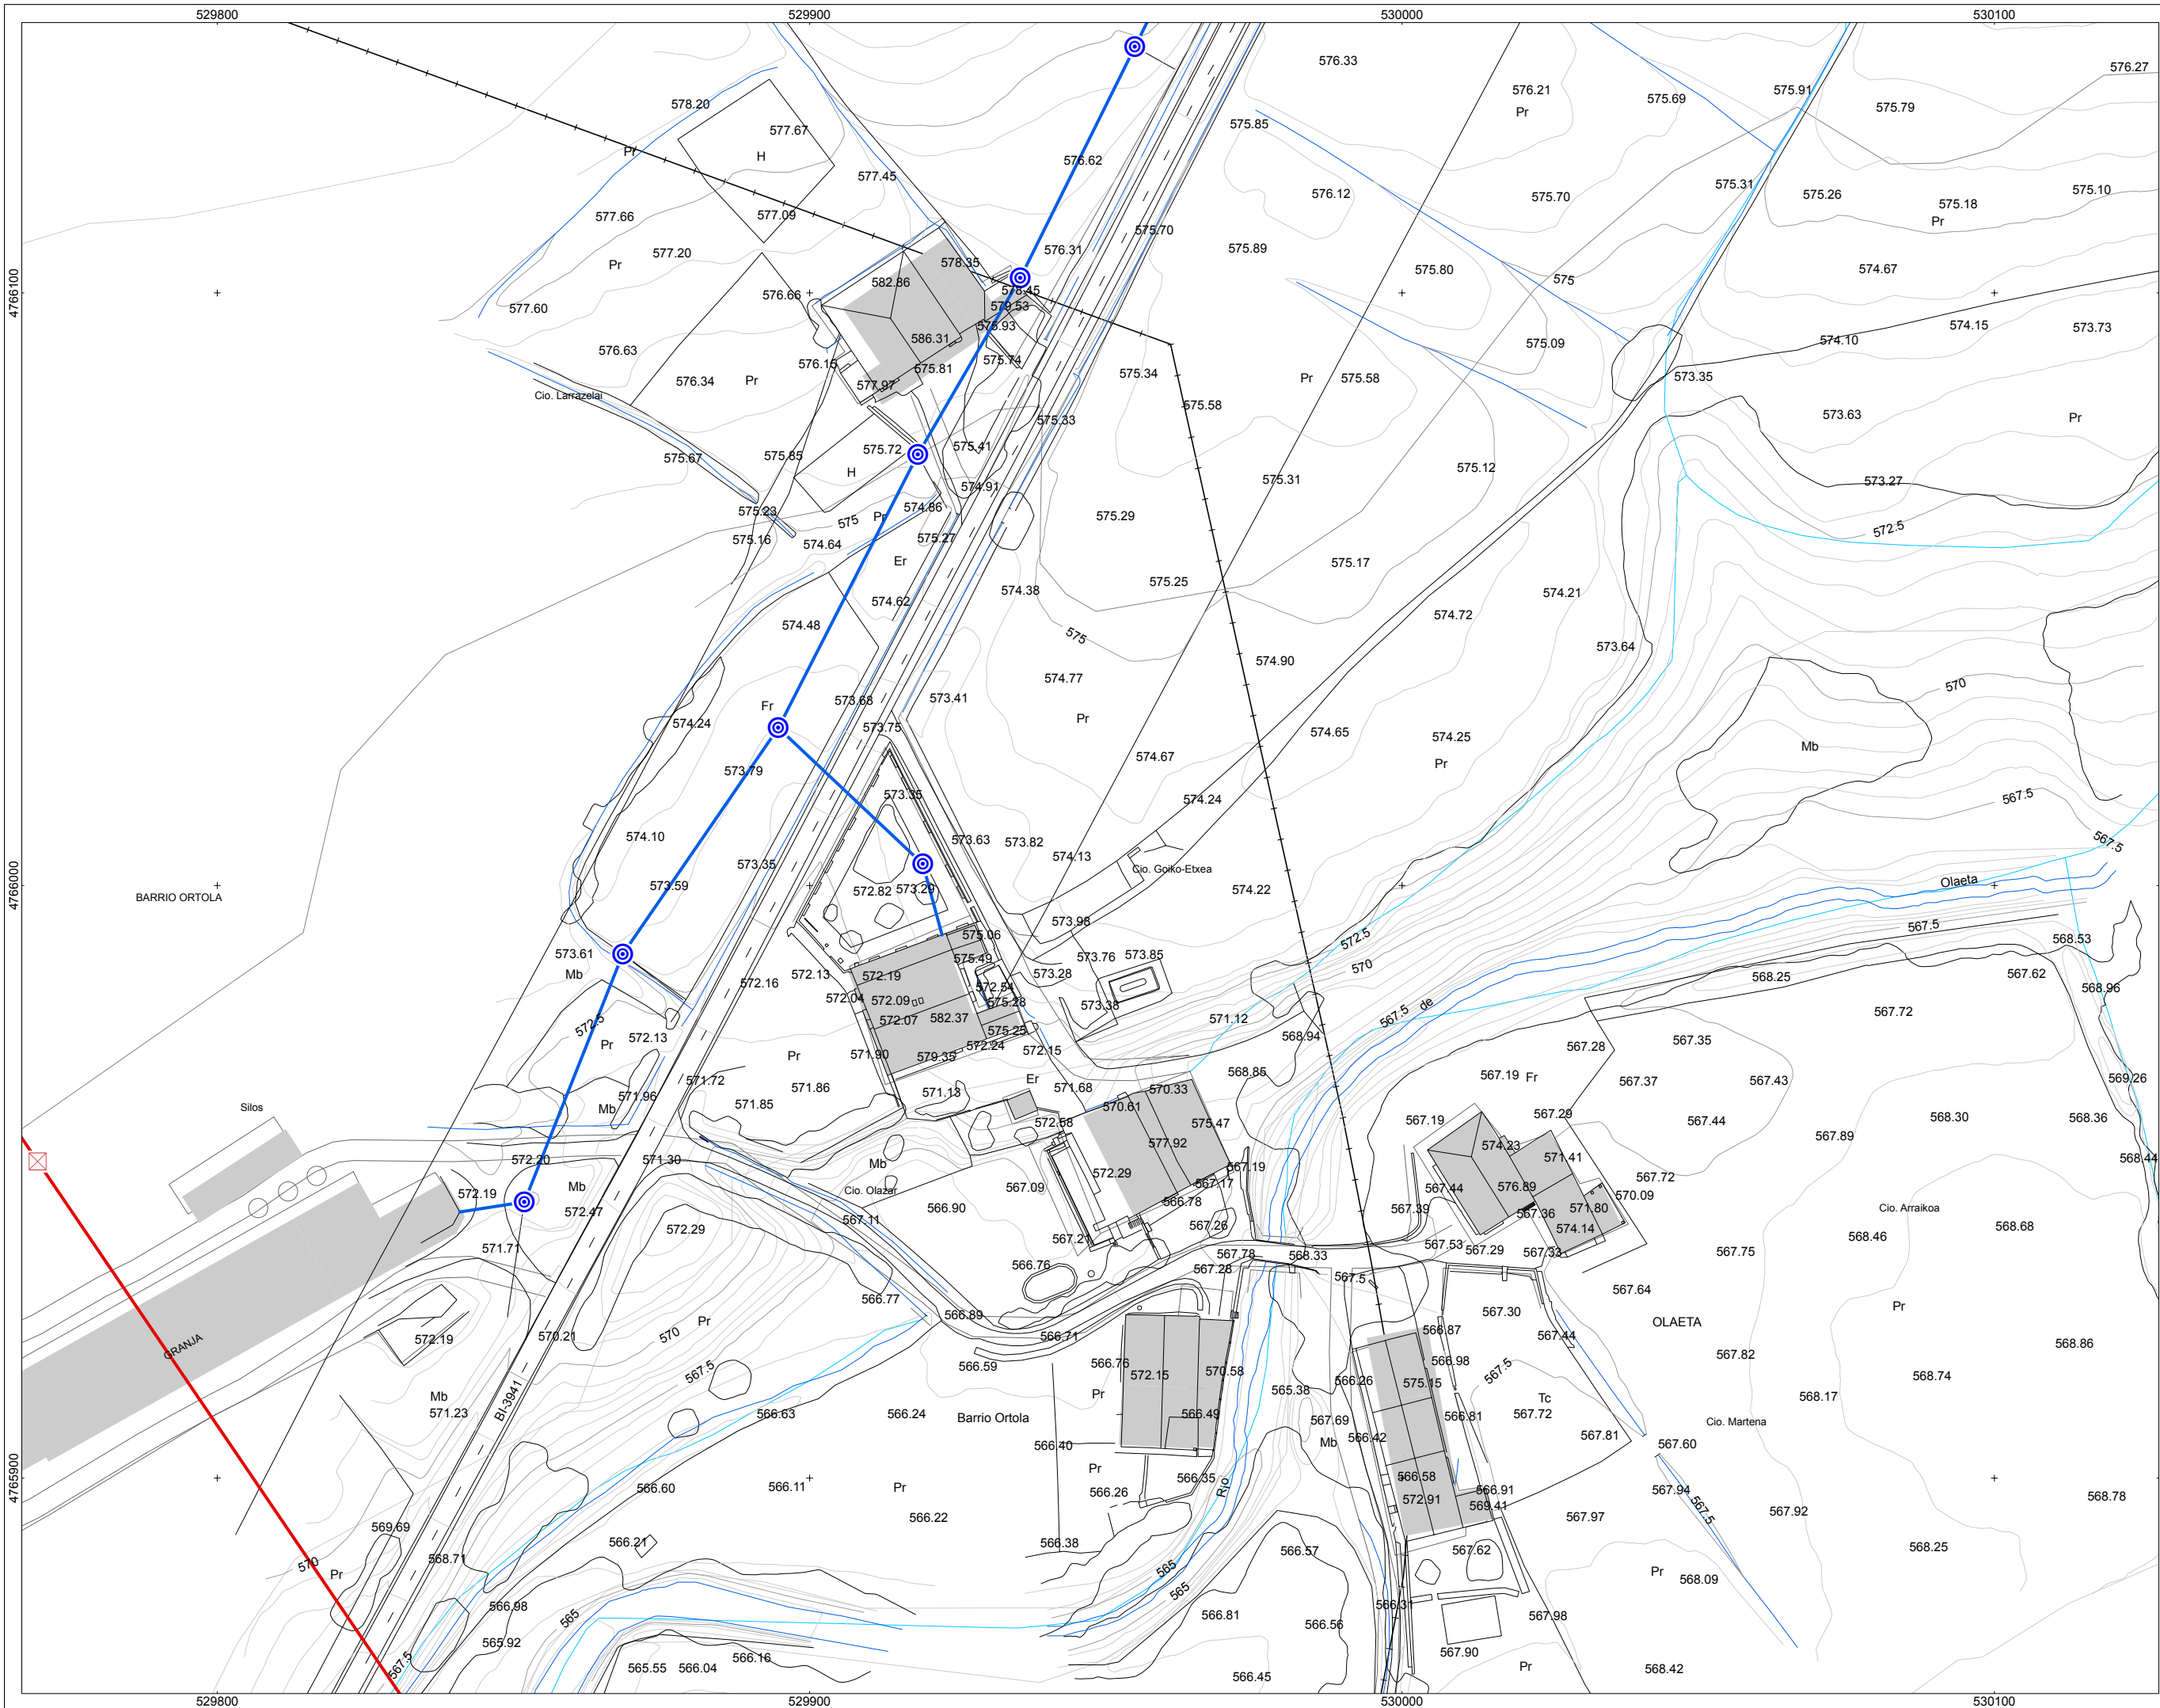 529800 529900 530000 530100
576.33 576.27
578.20 576.21 575.69 575.91 575.79
577.67 575.85 Pr
Pr H 576.62
577.45 576.12 575.70 575.31 575.26 575.18 575.10
577.66 577.09 575.70 Pr
577.20 576.31 575.89
Pr 578.35 575.80 575 574.67
582.86 578.45
4766100 577.60 576.66 579.53 574.15 573.73
575.93
586.31 575.09 574.10
576.63 576.15 575.81 575.74
576.34 Pr 577.97 575.34 Pr 575.58 573.35
Cio. Larrazelai 575.58 573.63 Pr
575.33
575.67 575.85 575.72 575.41
H 575.12
574.91 575.31 573.27
575.23 574.86
575 Pr 575.29
575.16 574.64 575.27 572.5
Er 575.17
575.25
574.62 574.38 574.21
574.48 575 574.72
573.64
574.90
574.77 570
573.68 573.41
Fr
574.24 573.75 Pr 574.65 574.25 Mb
574.67 Pr
573.79
573.35 574.24 567.5
574.10 573.63 573.82
573.35 574.13 567.5
Cio. Goiko-Etxea
4766000 573.59 572.82 573.29 574.22 Olaeta
BARRIO ORTOLA
573.98 567.5
575.06 572.5 568.53
573.61 575.49 573.76 573.85
Mb 572.13 572.19 573.28 570 568.25 567.62
572.16 572.54
572.04 572.09 575.28 573.38 567.5 de 568.96
572.5 572.07 582.37 571.12 567.72
572.13 575.25 568.94
Pr Pr 571.90 579.35 572.24 572.15 567.28 567.35
571.72 571.86 Er 571.68 568.85 567.19 Fr 567.37 567.43 569.26
571.96 571.13 570.33
Silos Mb 571.85 570.61
572.58 575.47 567.19 567.29 567.44 568.30 568.36
577.92 574.23 567.89
572.20 571.30 Mb 572.29 567.19 571.41 568.44
572.19 Mb Cio. Olazar 567.09 567.17 567.44 576.89 567.72
572.47 566.90 566.78 567.39 567.36 571.80 570.09 Cio. Arraikoa
572.29 567.11 567.26 574.14 568.68
571.71 567.21 567.78 568.33 567.53 567.29 567.33 567.75 568.46
566.76 567.28 567.5
566.77 567.64
566.89 567.30 Pr
570 Pr OLAETA
572.19 570.21 566.71 566.87 567.44
GRANJA 567.82 568.86
566.59 566.76 572.15 570.58 566.98 567.5
Mb 567.5 Pr 565.38 566.26 575.15 Tc 568.17 568.74
571.23 BI-3941 566.63 566.24 Barrio Ortola 566.49 567.69 566.81 567.72 Cio. Martena
566.40 Mb 566.42 567.81 567.60
4765900 Pr 566.35 566.58
566.60 566.11 Pr 566.26 Río 572.91 566.91 567.94 568.78
566.22 569.41 567.97 567.5 567.92
569.69 566.21 566.38 568.25
570 568.71 565 566.57 567.62
Pr 565 Pr 568.09
566.98 565 566.81 566.56 566.31 567.98
565.92
567.5 565.55 566.04 566.16 566.45 567.90 Pr 568.42
529800 529900 530000 530100